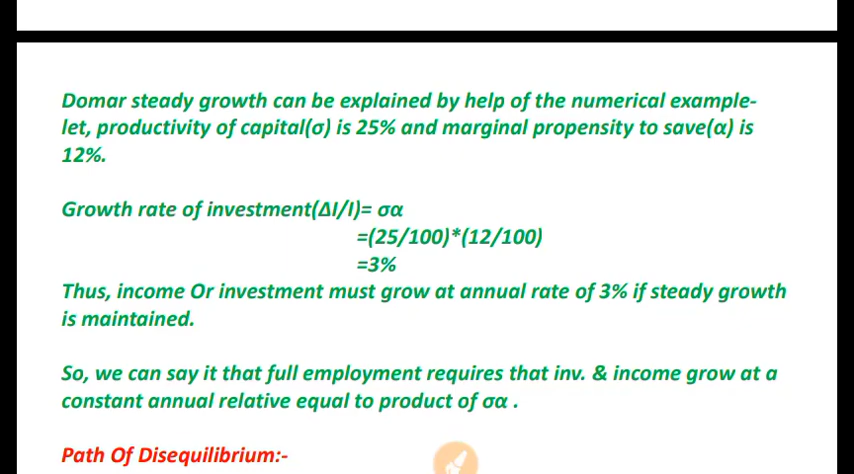 Domar steady growth can be explained by help of the numerical example-
let, productivity of capital(σ) is 25% and marginal propensity to save(α) is
12%.
Growth rate of investment(ΔI/I)= σα
=(25/100)*(12/100)
=3%
Thus, income Or investment must grow at annual rate of 3% if steady growth
is maintained.
So, we can say it that full employment requires that inv. & income grow at a
constant annual relative equal to product of σα .
Path Of Disequilibrium:-